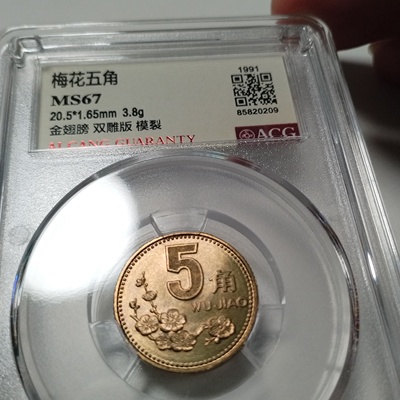 梅花五角
MS67
20.5*1.65mm 3.8g
金翅膀 双雕版 模裂
GUARANTY
1991
85820209
ACG
5 角
WU JIAO